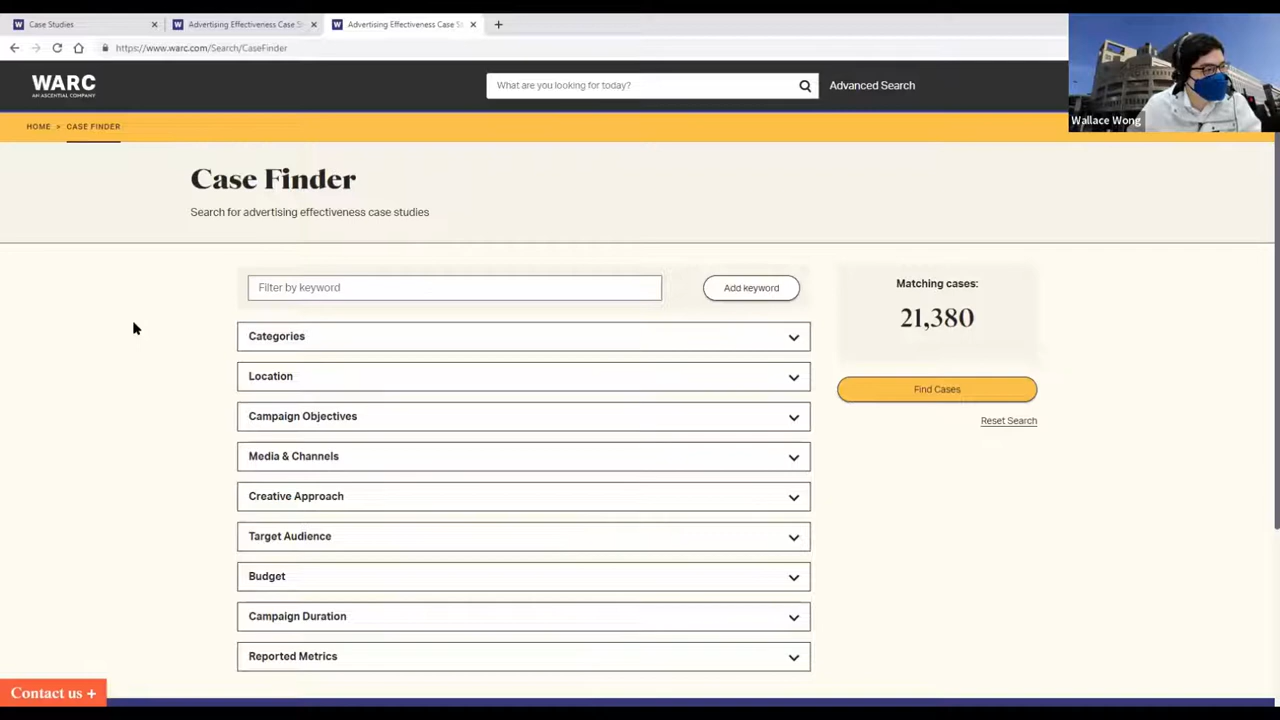 Case Studies
Advertising Effectiveness Case S
Advertising Effectiveness Case St
https://www.warc.com/Search/CaseFinder
WARC
AN ASCENTIAL COMPANY
What are you looking for today?
Advanced Search
Wallace Wong
HOME > CASE FINDER
Case Finder
Search for advertising effectiveness case studies
Filter by keyword
Add keyword
Matching cases:
21,380
Categories
Location
Find Cases
Campaign Objectives
Reset Search
Media & Channels
Creative Approach
Target Audience
Budget
Campaign Duration
Reported Metrics
Contact us +